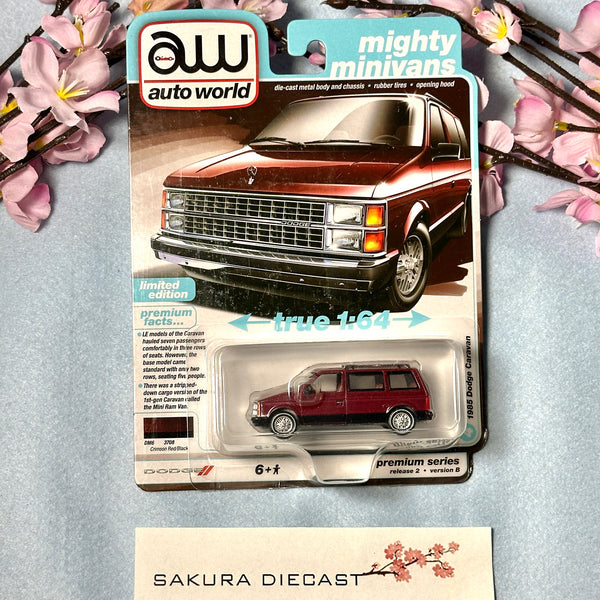 aw
auto world
mighty
minivans
die-cast metal body and chassis • rubber tires • opening hood
DODGE
limited
edition
premium
facts...
• LE models of the Caravan
hauled seven passengers
comfortably in three rows
of seats. However, the
base model came
standard with only two
rows, seating five people.
• There was a stripped-
down cargo version of the
1st-gen Caravan called
the Mini Ram Van.
true 1:64
1985 Dodge Caravan
DM6 3708
Crimson Red/Black
DODGE
6+
premium series
release 2 • version B
SAKURA DIECAST